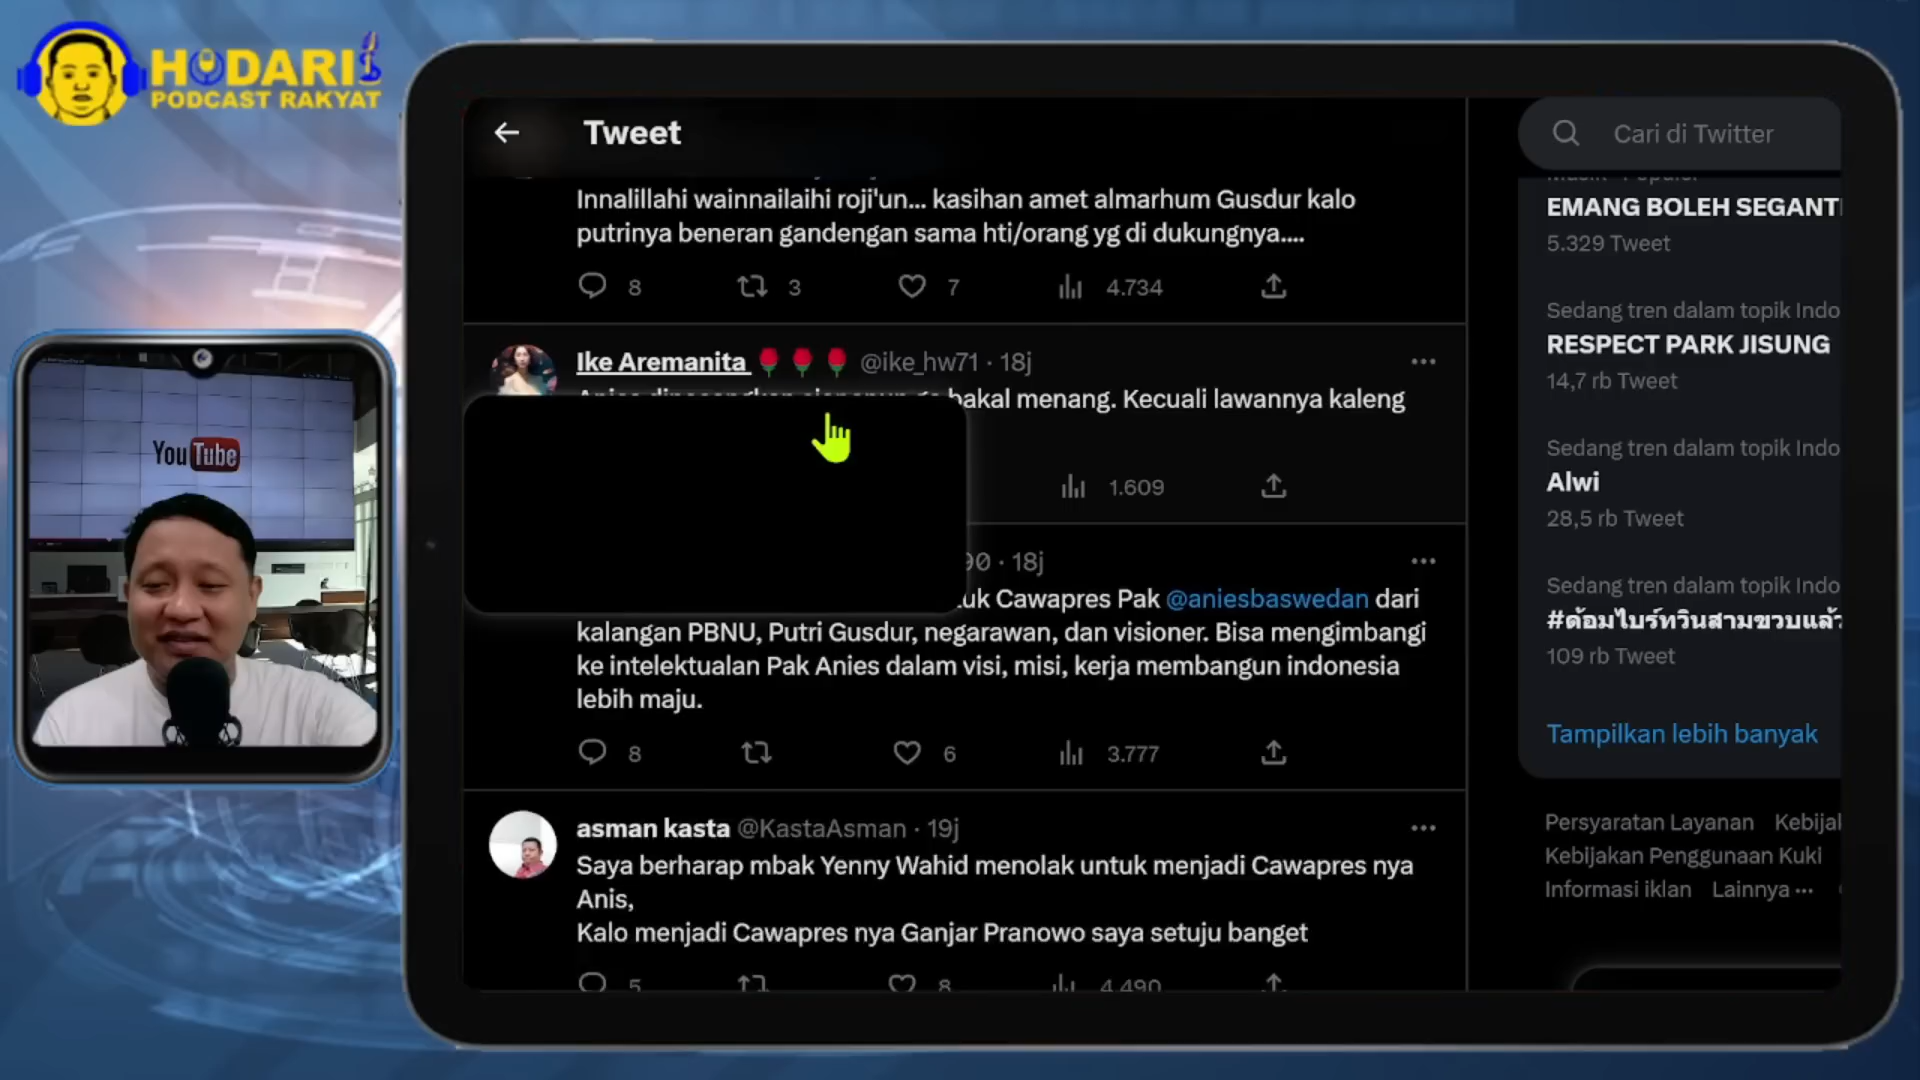 HODARI
PODCAST RAKYAT
YouTube
Tweet
Innalillahi wainnailaihi roji'un... kasihan amet almarhum Gusdur kalo
putrinya beneran gandengan sama hti/orang yg di dukungnya....
8 3 7 4.734
Ike Aremanita @ike_hw71 · 18j
bakal menang. Kecuali lawannya kaleng
1.609
90 · 18j
uk Cawapres Pak @aniesbaswedan dari
kalangan PBNU, Putri Gusdur, negarawan, dan visioner. Bisa mengimbangi
ke intelektualan Pak Anies dalam visi, misi, kerja membangun indonesia
lebih maju.
8 6 3.777
asman kasta @KastaAsman · 19j
Saya berharap mbak Yenny Wahid menolak untuk menjadi Cawapres nya
Anis,
Kalo menjadi Cawapres nya Ganjar Pranowo saya setuju banget
5 8 4.490
Cari di Twitter
EMANG BOLEH SEGANT
5.329 Tweet
Sedang tren dalam topik Indo
RESPECT PARK JISUNG
14,7 rb Tweet
Sedang tren dalam topik Indo
Alwi
28,5 rb Tweet
Sedang tren dalam topik Indo
#ด้อมไบร์ทวินสามขวบแล้ว
109 rb Tweet
Tampilkan lebih banyak
Persyaratan Layanan Kebijak
Kebijakan Penggunaan Kuki
Informasi iklan Lainnya ···